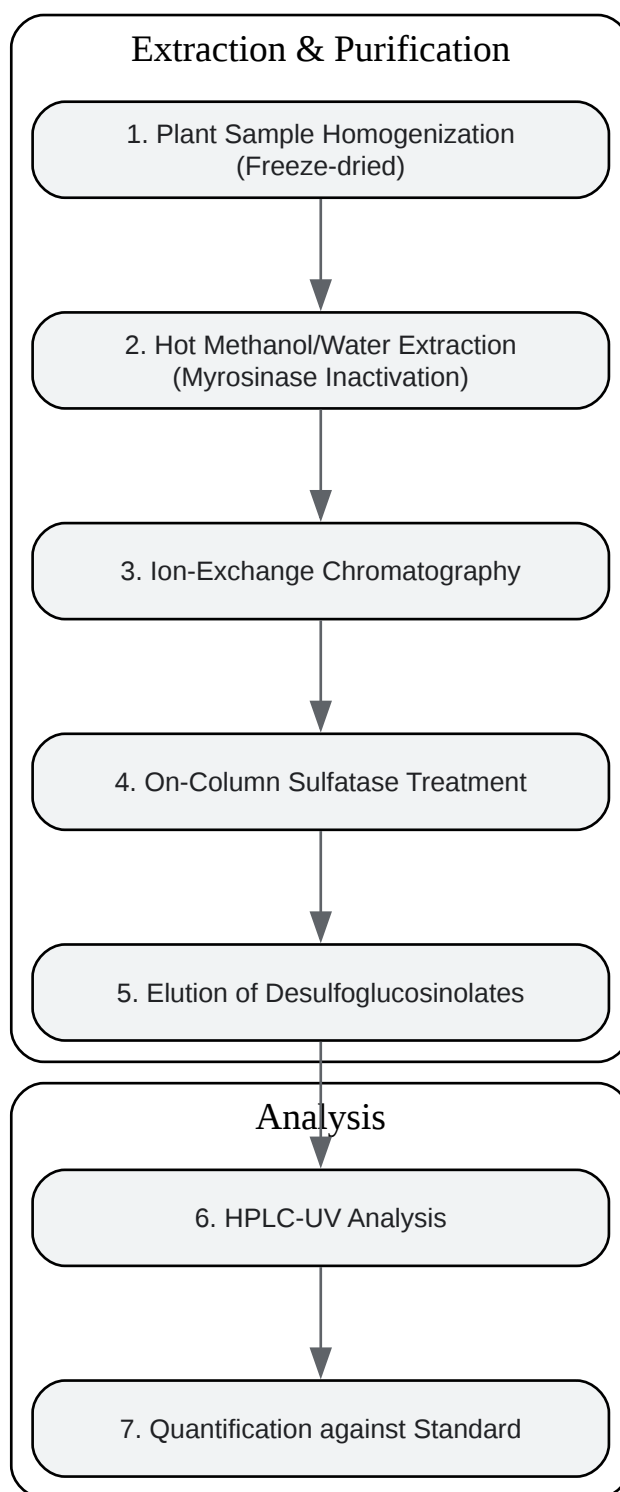 Extraction & Purification
1. Plant Sample Homogenization
(Freeze-dried)
2. Hot Methanol/Water Extraction
(Myrosinase Inactivation)
3. Ion-Exchange Chromatography
4. On-Column Sulfatase Treatment
5. Elution of Desulfoglucosinolates
Analysis
6. HPLC-UV Analysis
7. Quantification against Standard